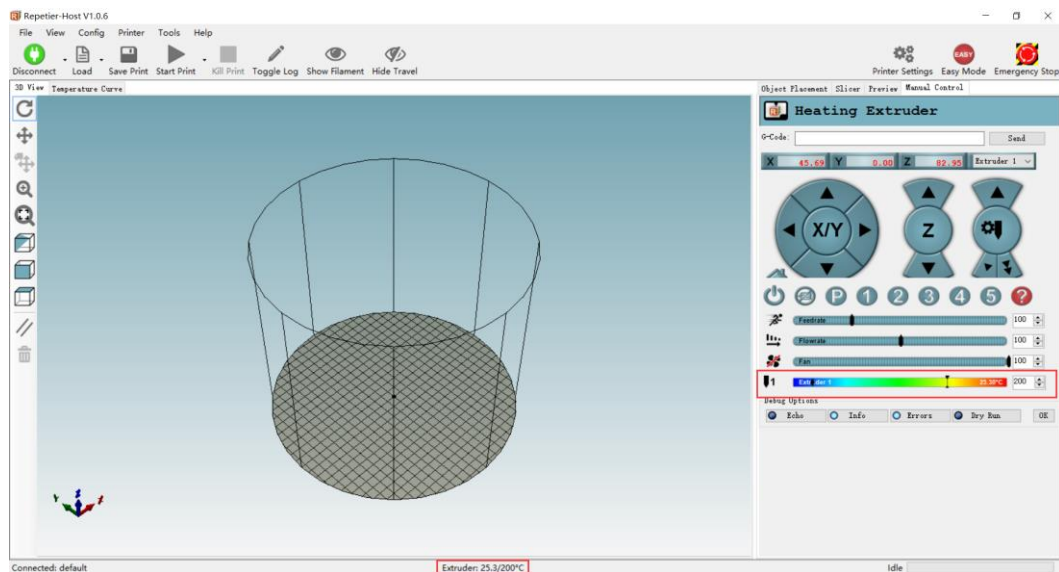 Repetier-Host V1.0.6
File View Config Printer Tools Help
Disconnect Load Save Print Start Print Kill Print Toggle Log Show Filament Hide Travel Printer Settings Easy Mode Emergency Stop
EASY
3D View Temperature Curve
Object Placement Slicer Preview Manual Control
Heating Extruder
G-Code: Send
X 45.69 Y 0.00 Z 82.95 Extruder 1
X/Y Z
P 1 2 3 4 5 ?
Feedrate 100
Flowrate 100
Fan 100
1 Extruder 1 25.30°C 200
Debug Options
Echo Info Errors Dry Run OK
Connected: default Extruder: 25.3/200°C Idle